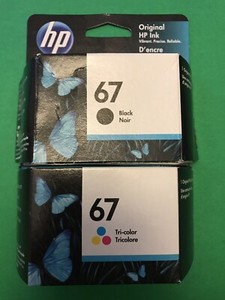 hp
Original
HP Ink
Vibrant. Precise. Reliable.
D'encre
67
Black
Noir
67
Tri-color
Tricolore